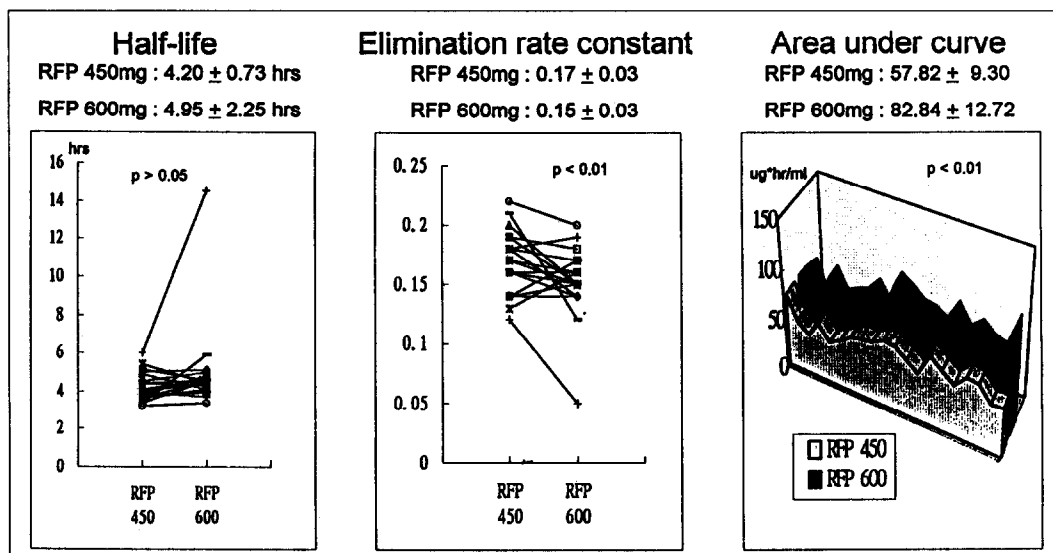 Half-life
RFP 450mg : 4.20 ± 0.73 hrs
RFP 600mg : 4.95 ± 2.25 hrs
hrs
16
14
12
10
8
6
4
2
0
p > 0.05
RFP 450
RFP 600
Elimination rate constant
RFP 450mg : 0.17 ± 0.03
RFP 600mg : 0.15 ± 0.03
0.25
0.2
0.15
0.1
0.05
0
p < 0.01
RFP 450
RFP 600
Area under curve
RFP 450mg : 57.82 ± 9.30
RFP 600mg : 82.84 ± 12.72
ug*hr/ml
p < 0.01
150
100
50
0
RFP 450
RFP 600